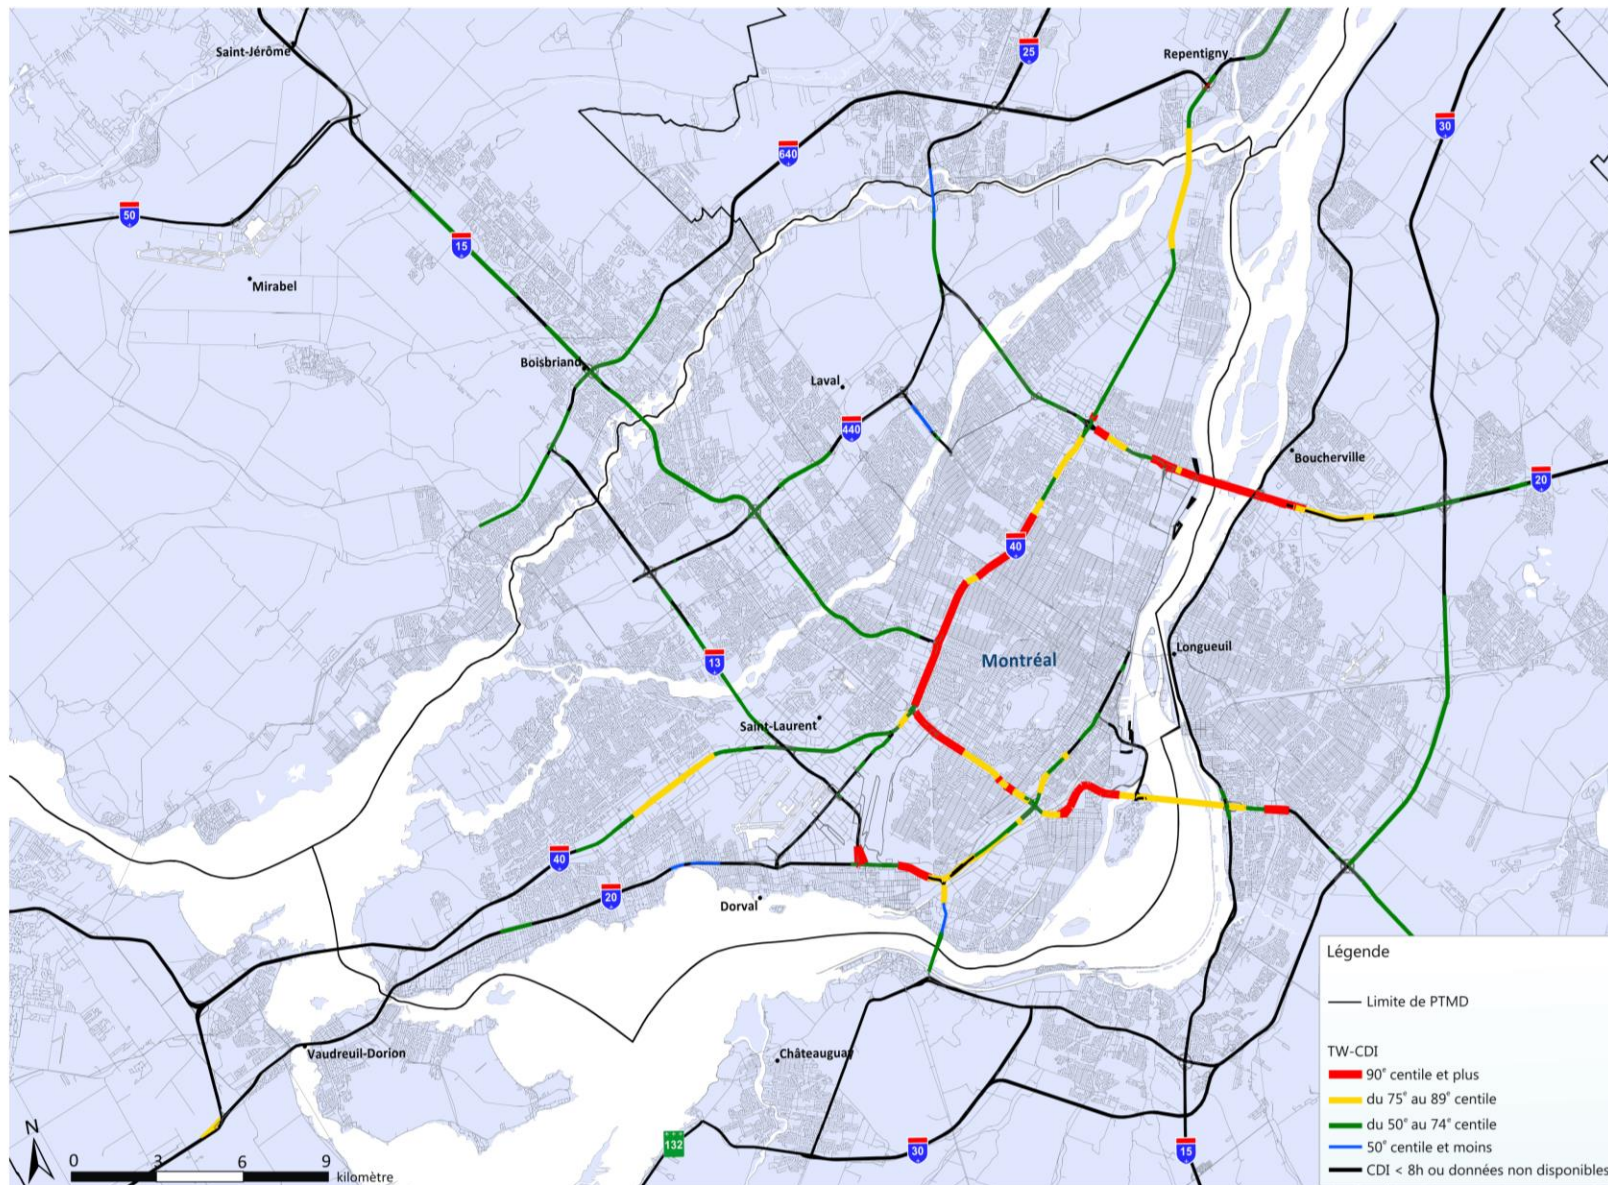 Saint-Jérôme
25
Repentigny
30
640
50
15
Mirabel
Boisbriand
Laval
440
Boucherville
20
40
Montréal
Longueuil
13
Saint-Laurent
40
20
Dorval
Vaudreuil-Dorion
Châteauguay
132
30
15
N
0 3 6 9
kilomètre
Légende
Limite de PTMD
TW-CDI
90e centile et plus
du 75e au 89e centile
du 50e au 74e centile
50e centile et moins
CDI < 8h ou données non disponibles